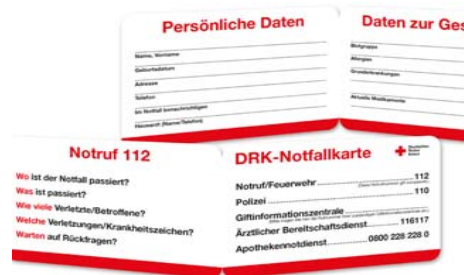 Persönliche Daten
Name, Vorname
Geburtsdatum
Adresse
Telefon
Im Notfall benachrichtigen
Hausarzt (Name/Telefon)
Daten zur Ges
Blutgruppe
Allergien
Grunderkrankungen
Aktuelle Medikamente
Notruf 112
Wo ist der Notfall passiert?
Was ist passiert?
Wie viele Verletzte/Betroffene?
Welche Verletzungen/Krankheitszeichen?
Warten auf Rückfragen?
DRK-Notfallkarte
Deutsches
Rotes
Kreuz
Notruf/Feuerwehr 112
Polizei 110
Giftinformationszentrale
Ärztlicher Bereitschaftsdienst 116117
Apothekennotdienst 0800 228 228 0